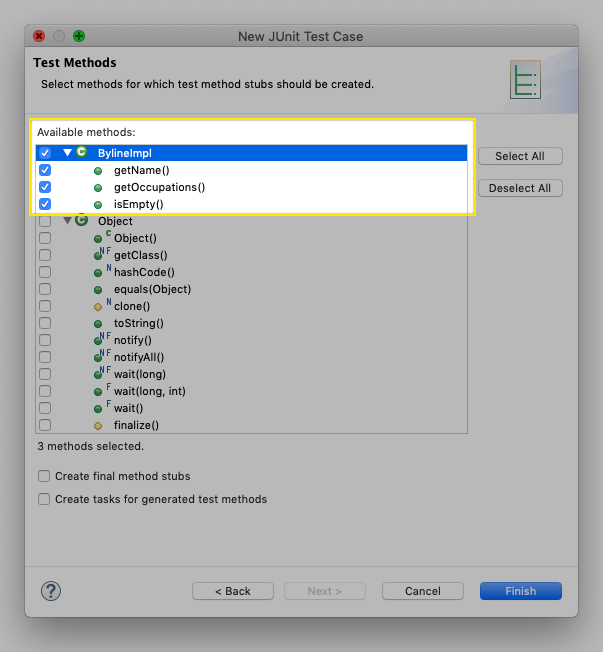 New JUnit Test Case
Test Methods
Select methods for which test method stubs should be created.
Available methods:
C BylineImpl
getName()
getOccupations()
isEmpty()
C Object
C Object()
N F getClass()
N hashCode()
equals(Object)
N clone()
toString()
N F notify()
N F notifyAll()
N F wait(long)
F wait(long, int)
F wait()
finalize()
Select All
Deselect All
3 methods selected.
Create final method stubs
Create tasks for generated test methods
? < Back Next > Cancel Finish